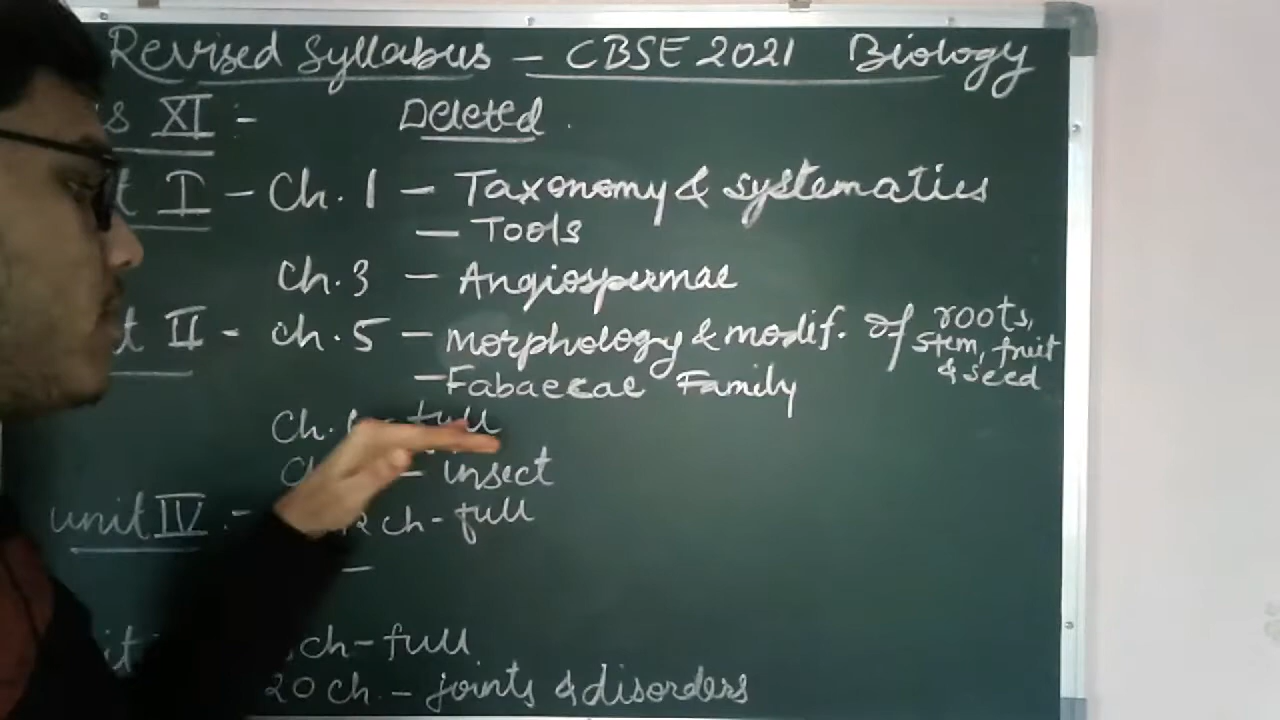 Revised Syllabus - CBSE 2021 Biology
s XI :- Deleted.
t I - Ch. 1 - Taxonomy & systematics
- Tools
Ch. 3 - Angiospermae
t II - Ch. 5 - Morphology & modif. of roots, stem, fruit & seed
- Fabaceae Family
Ch. - full
- insect
unit IV :- ch - full
-
it ch - full
20 Ch. - joints & disorders